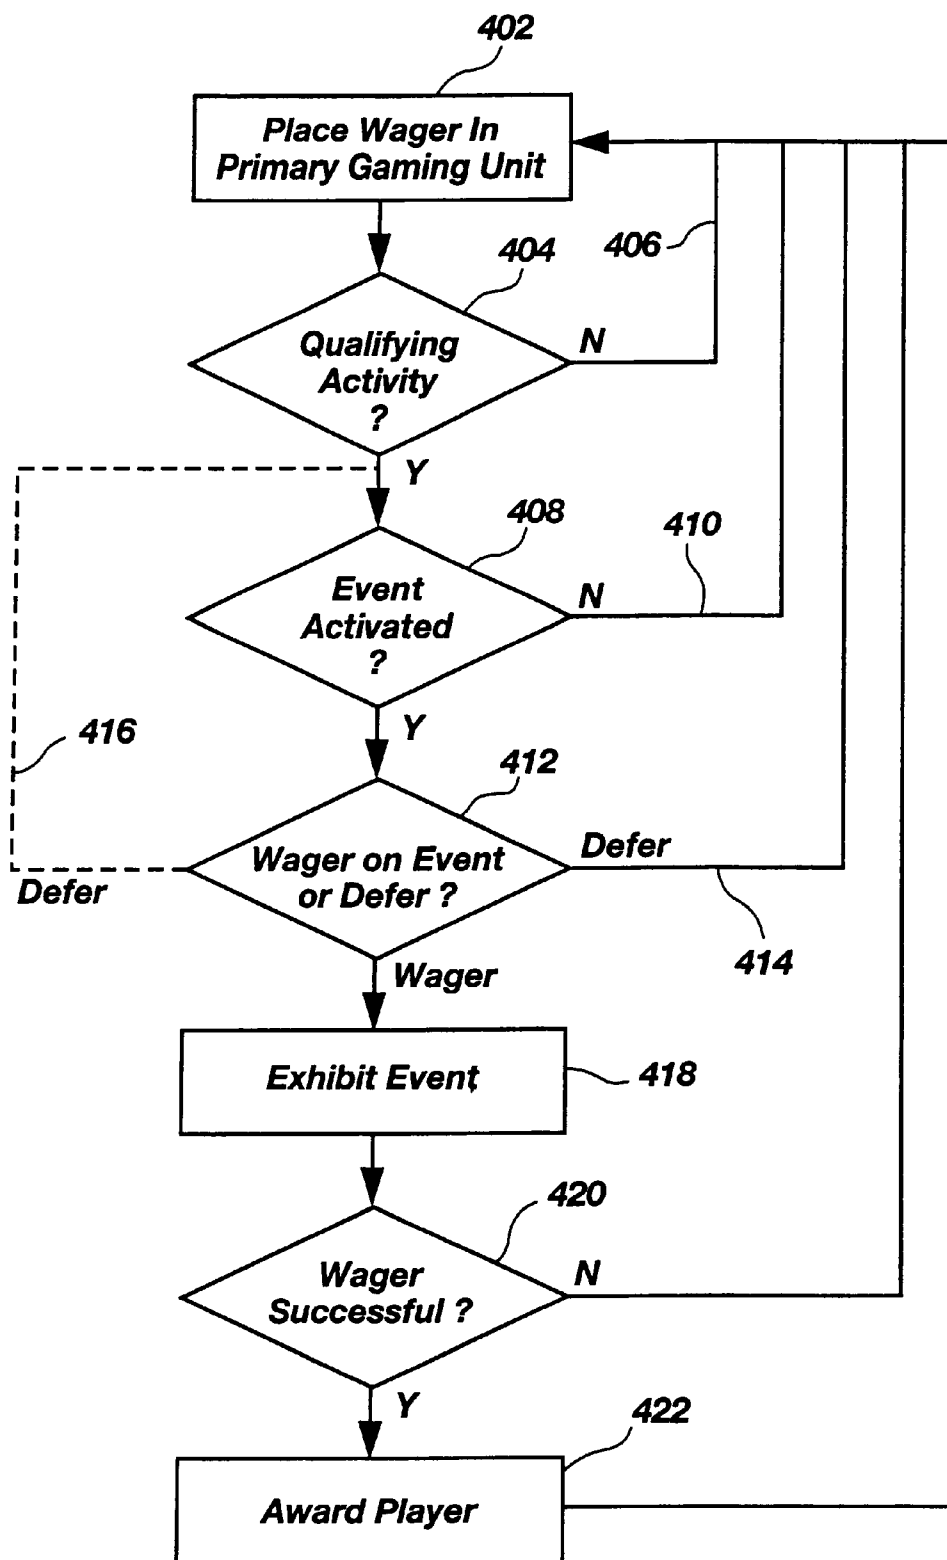 402
Place Wager In
Primary Gaming Unit
406
404
Qualifying
Activity
?
N
Y
408
410
Event
Activated
?
N
416
Y
412
Wager on Event
or Defer ?
Defer
Defer
414
Wager
Exhibit Event
418
420
Wager
Successful ?
N
Y
422
Award Player